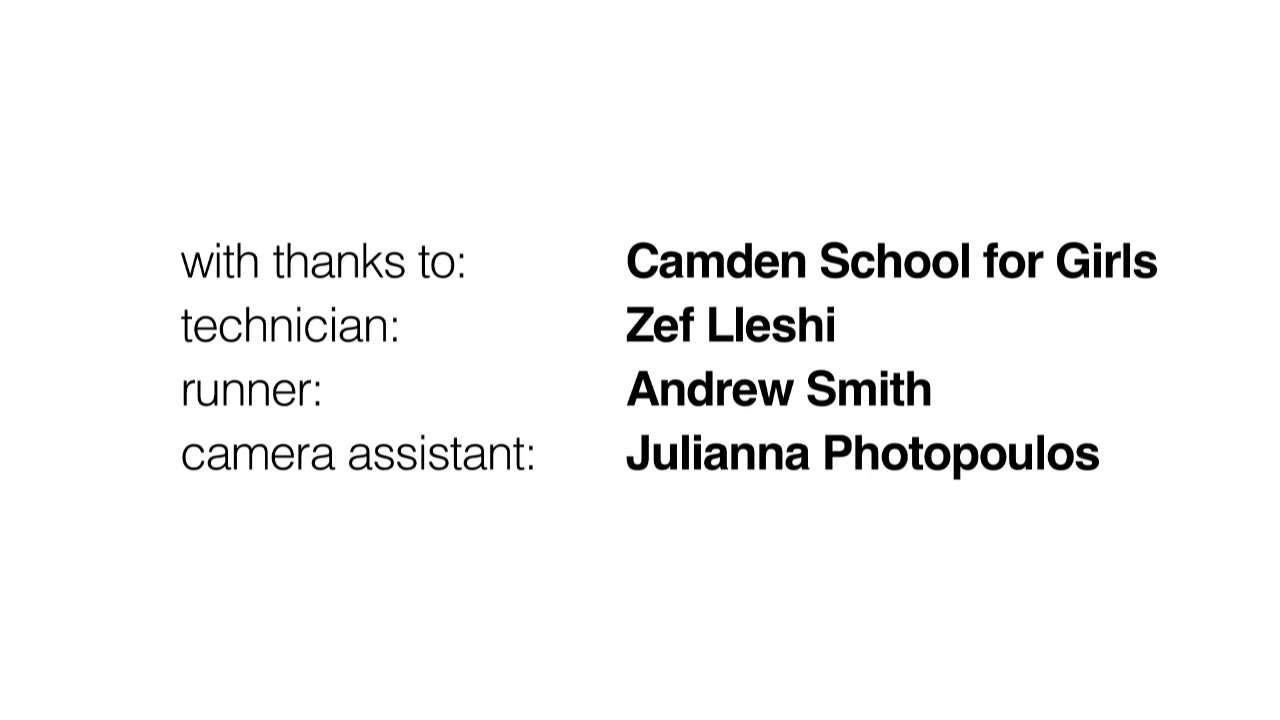 with thanks to: Camden School for Girls
technician: Zef Lleshi
runner: Andrew Smith
camera assistant: Julianna Photopoulos